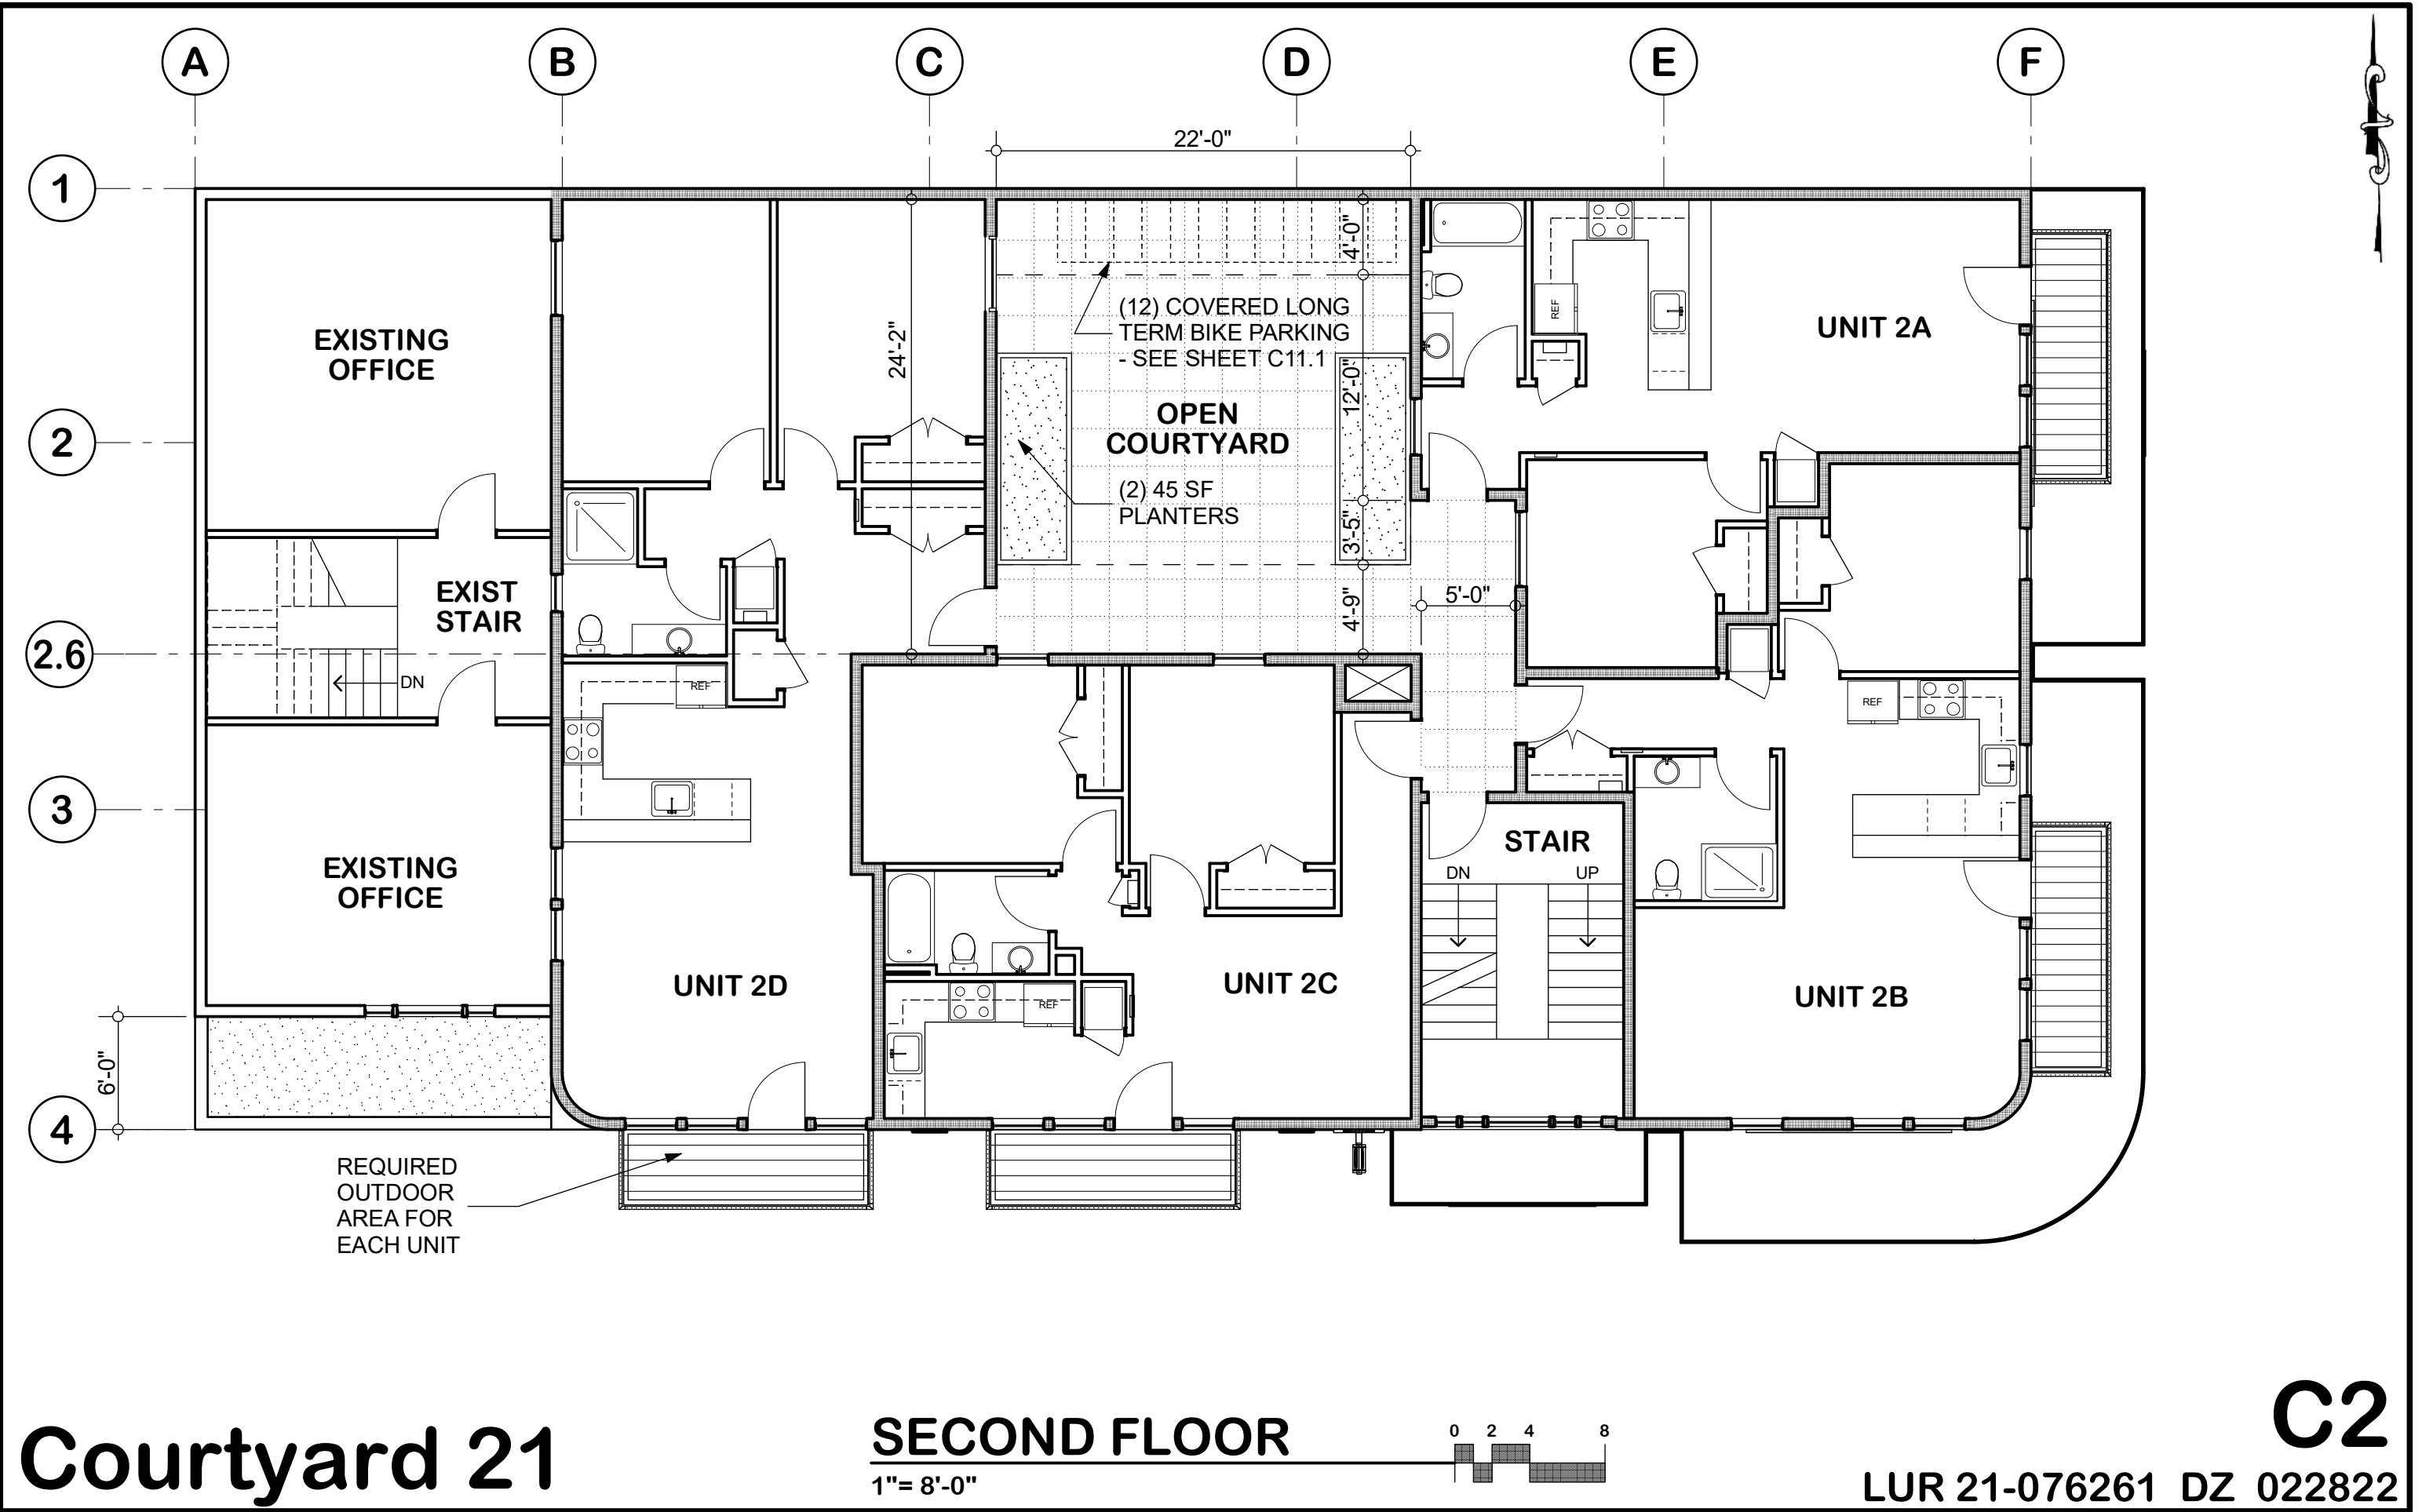 A
B
C
D
E
F
22'-0"
1
2
2.6
3
4
EXISTING
OFFICE
24'-2"
4'-0"
(12) COVERED LONG
TERM BIKE PARKING
- SEE SHEET C11.1
12'-0"
OPEN
COURTYARD
(2) 45 SF
PLANTERS
3'-5"
4'-9"
5'-0"
REF
UNIT 2A
EXIST
STAIR
DN
REF
REF
STAIR
DN
UP
EXISTING
OFFICE
UNIT 2D
UNIT 2C
REF
UNIT 2B
6'-0"
REQUIRED
OUTDOOR
AREA FOR
EACH UNIT
Courtyard 21
SECOND FLOOR
1"= 8'-0"
0 2 4 8
C2
LUR 21-076261 DZ 022822